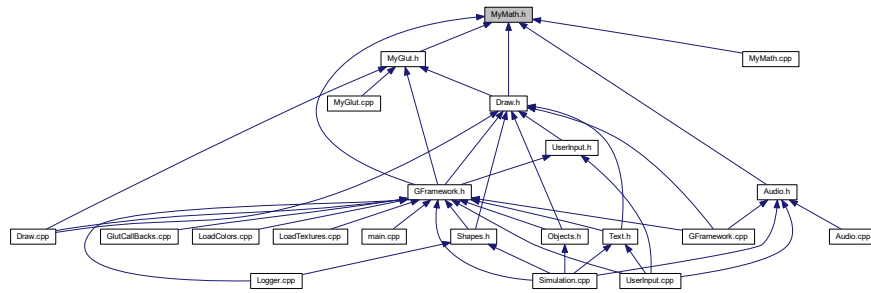 MyMath.h
MyGlut.h
MyMath.cpp
MyGlut.cpp
Draw.h
UserInput.h
GFramework.h
Audio.h
Draw.cpp
GlutCallBacks.cpp
LoadColors.cpp
LoadTextures.cpp
main.cpp
Shapes.h
Objects.h
Text.h
GFramework.cpp
Audio.cpp
Logger.cpp
Simulation.cpp
UserInput.cpp